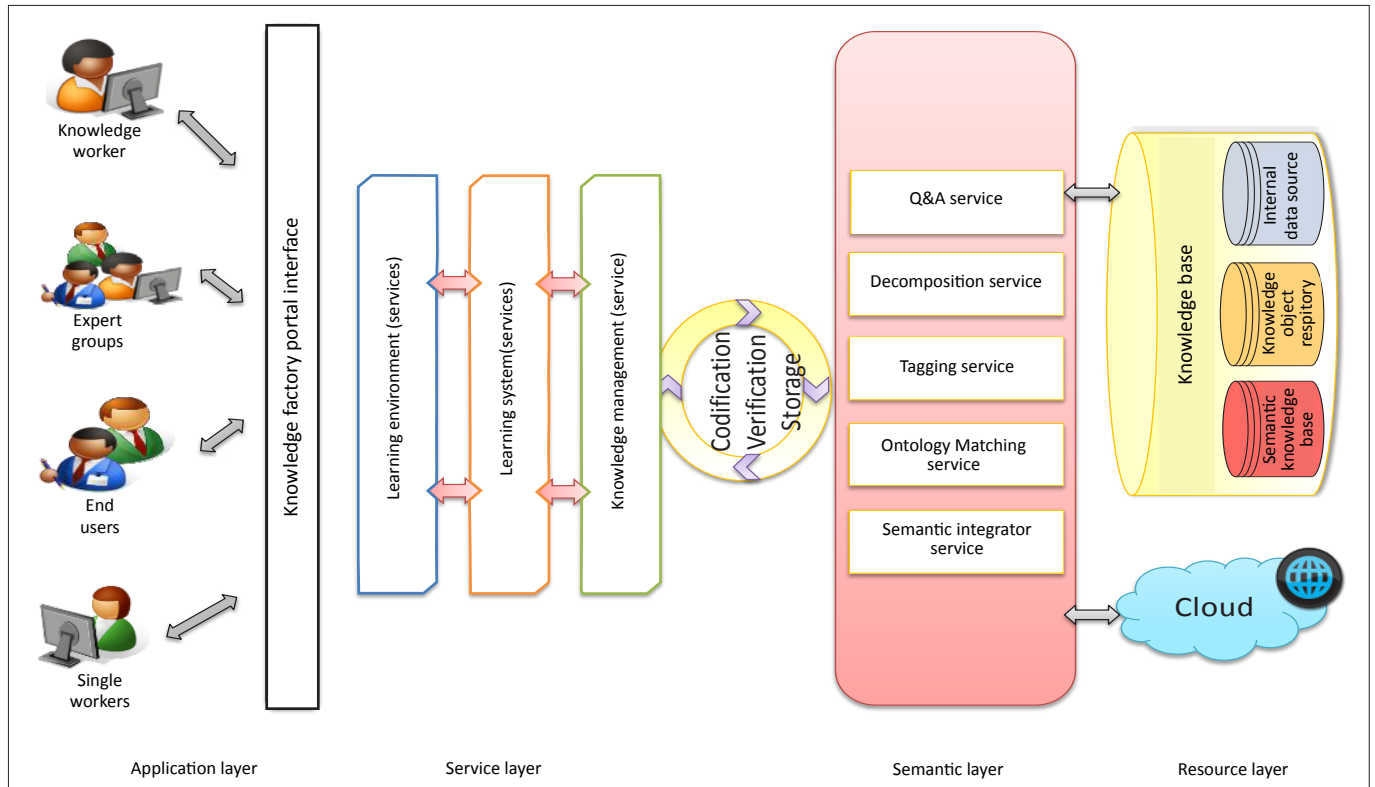 Knowledge
worker
Expert
groups
End
users
Single
workers
Knowledge factory portal interface
Learning environment (services)
Learning system(services)
Knowledge management (service)
Codification
Verification
Storage
Q&A service
Decomposition service
Tagging service
Ontology Matching
service
Semantic integrator
service
Knowledge base
Internal
data source
Knowledge
object
respitory
Semantic
knowledge
base
Cloud
Application layer
Service layer
Semantic layer
Resource layer